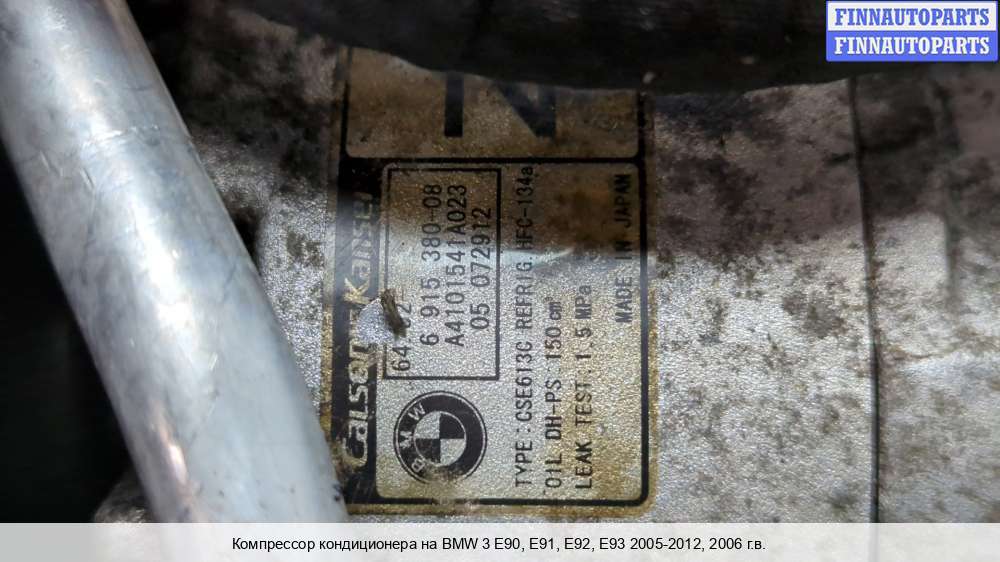 FINNAUTOPARTS
FINNAUTOPARTS
Calsonic Kansei
64.52
6 915 380-08
A4101541A023
05 072912
BMW
TYPE : CSE613C REFRIG. HFC-134a
OIL DH-PS : 150 cm³
LEAK TEST : 1.5 MPa
MADE IN JAPAN
Компрессор кондиционера на BMW 3 E90, E91, E92, E93 2005-2012, 2006 г.в.